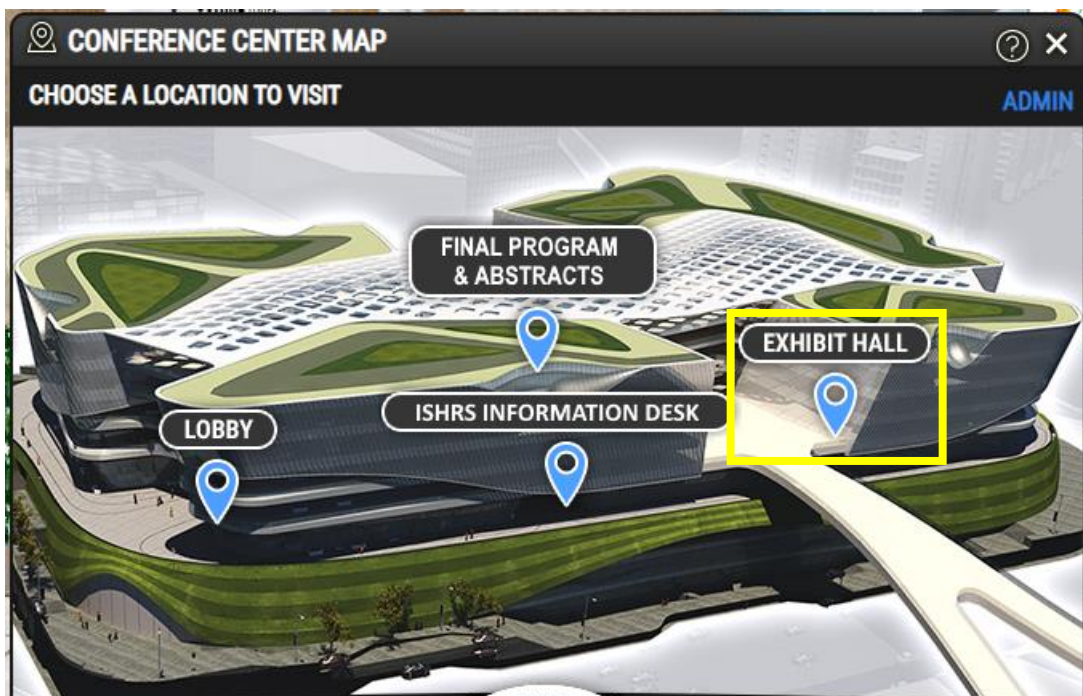 CONFERENCE CENTER MAP
?
CHOOSE A LOCATION TO VISIT
ADMIN
FINAL PROGRAM
& ABSTRACTS
EXHIBIT HALL
ISHRS INFORMATION DESK
LOBBY